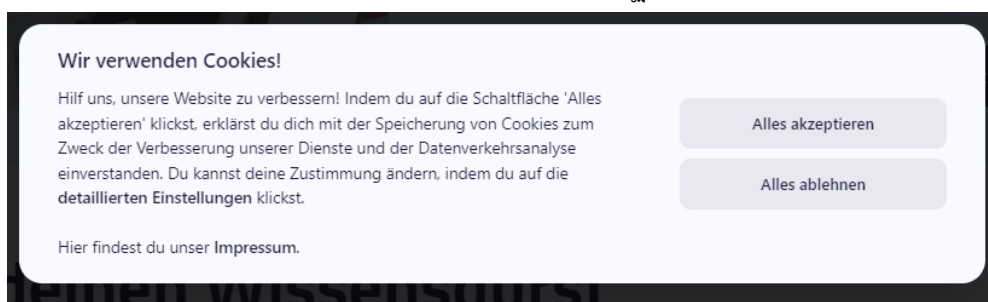 Wir verwenden Cookies!
Hilf uns, unsere Website zu verbessern! Indem du auf die Schaltfläche 'Alles
akzeptieren' klickst, erklärst du dich mit der Speicherung von Cookies zum
Zweck der Verbesserung unserer Dienste und der Datenverkehrsanalyse
einverstanden. Du kannst deine Zustimmung ändern, indem du auf die
detaillierten Einstellungen klickst.
Hier findest du unser Impressum.
Alles akzeptieren
Alles ablehnen
deinen Wissensdurst